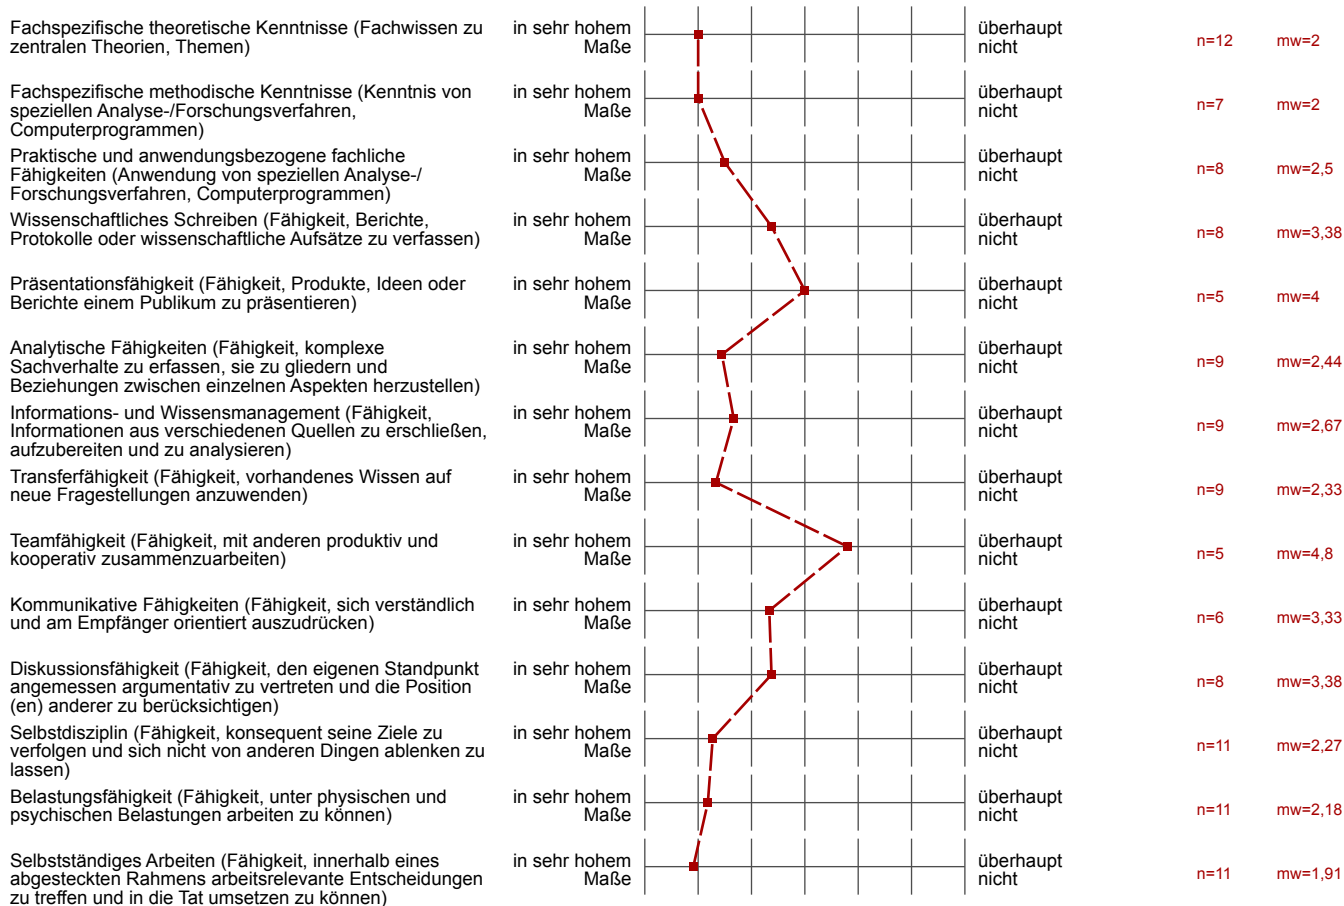 Fachspezifische theoretische Kenntnisse (Fachwissen zu
zentralen Theorien, Themen)
in sehr hohem
Maße
überhaupt
nicht
n=12
mw=2
Fachspezifische methodische Kenntnisse (Kenntnis von
speziellen Analyse-/Forschungsverfahren,
Computerprogrammen)
in sehr hohem
Maße
überhaupt
nicht
n=7
mw=2
Praktische und anwendungsbezogene fachliche
Fähigkeiten (Anwendung von speziellen Analyse-/
Forschungsverfahren, Computerprogrammen)
in sehr hohem
Maße
überhaupt
nicht
n=8
mw=2,5
Wissenschaftliches Schreiben (Fähigkeit, Berichte,
Protokolle oder wissenschaftliche Aufsätze zu verfassen)
in sehr hohem
Maße
überhaupt
nicht
n=8
mw=3,38
Präsentationsfähigkeit (Fähigkeit, Produkte, Ideen oder
Berichte einem Publikum zu präsentieren)
in sehr hohem
Maße
überhaupt
nicht
n=5
mw=4
Analytische Fähigkeiten (Fähigkeit, komplexe
Sachverhalte zu erfassen, sie zu gliedern und
Beziehungen zwischen einzelnen Aspekten herzustellen)
in sehr hohem
Maße
überhaupt
nicht
n=9
mw=2,44
Informations- und Wissensmanagement (Fähigkeit,
Informationen aus verschiedenen Quellen zu erschließen,
aufzubereiten und zu analysieren)
in sehr hohem
Maße
überhaupt
nicht
n=9
mw=2,67
Transferfähigkeit (Fähigkeit, vorhandenes Wissen auf
neue Fragestellungen anzuwenden)
in sehr hohem
Maße
überhaupt
nicht
n=9
mw=2,33
Teamfähigkeit (Fähigkeit, mit anderen produktiv und
kooperativ zusammenzuarbeiten)
in sehr hohem
Maße
überhaupt
nicht
n=5
mw=4,8
Kommunikative Fähigkeiten (Fähigkeit, sich verständlich
und am Empfänger orientiert auszudrücken)
in sehr hohem
Maße
überhaupt
nicht
n=6
mw=3,33
Diskussionsfähigkeit (Fähigkeit, den eigenen Standpunkt
angemessen argumentativ zu vertreten und die Position
(en) anderer zu berücksichtigen)
in sehr hohem
Maße
überhaupt
nicht
n=8
mw=3,38
Selbstdisziplin (Fähigkeit, konsequent seine Ziele zu
verfolgen und sich nicht von anderen Dingen ablenken zu
lassen)
in sehr hohem
Maße
überhaupt
nicht
n=11
mw=2,27
Belastungsfähigkeit (Fähigkeit, unter physischen und
psychischen Belastungen arbeiten zu können)
in sehr hohem
Maße
überhaupt
nicht
n=11
mw=2,18
Selbstständiges Arbeiten (Fähigkeit, innerhalb eines
abgesteckten Rahmens arbeitsrelevante Entscheidungen
zu treffen und in die Tat umsetzen zu können)
in sehr hohem
Maße
überhaupt
nicht
n=11
mw=1,91